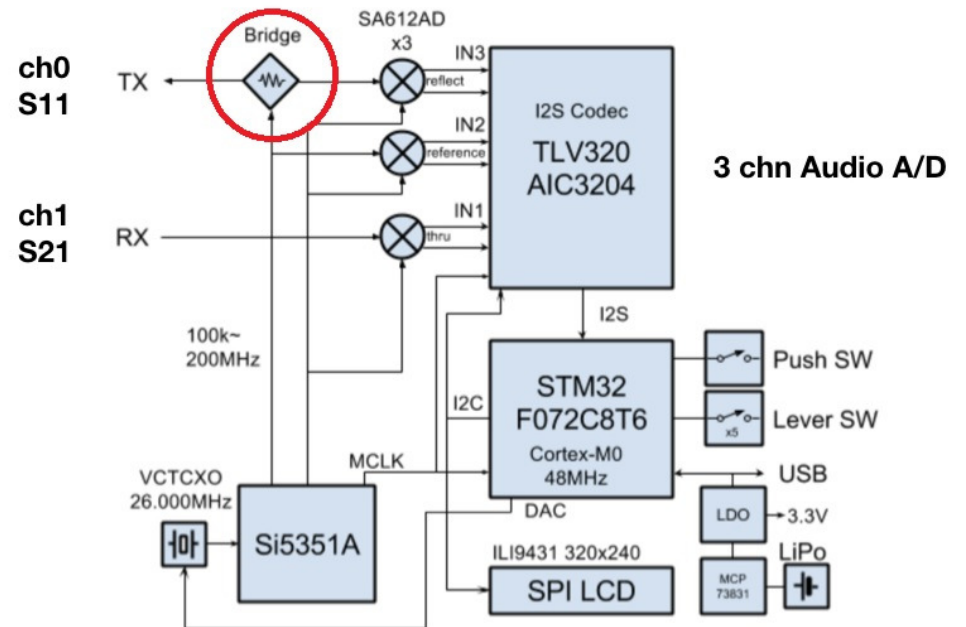 SA612AD
x3
Bridge
ch0
S11
TX
IN3
reflect
I2S Codec
TLV320
AIC3204
IN2
reference
3 chn Audio A/D
ch1
S21
RX
IN1
thru
100k~
200MHz
I2S
STM32
F072C8T6
Cortex-M0
48MHz
I2C
Push SW
Lever SW
x5
MCLK
VCTCXO
26.000MHz
USB
DAC
LDO
3.3V
Si5351A
ILI9431 320x240
SPI LCD
LiPo
MCP
73831